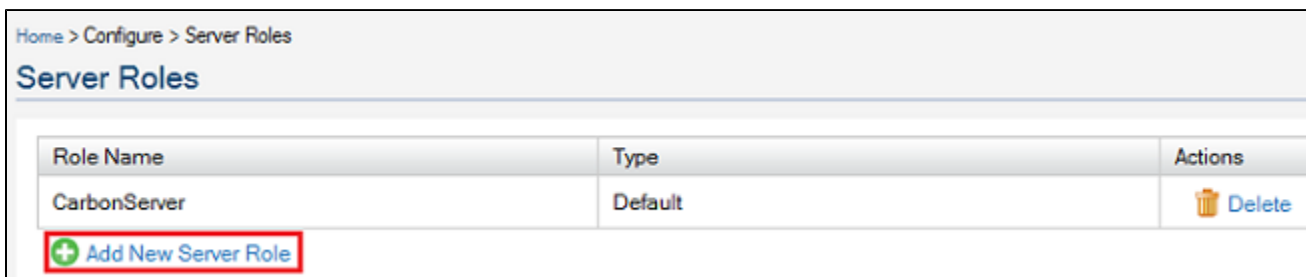 Home > Configure > Server Roles
Server Roles
Role Name Type Actions
CarbonServer Default Delete
Add New Server Role